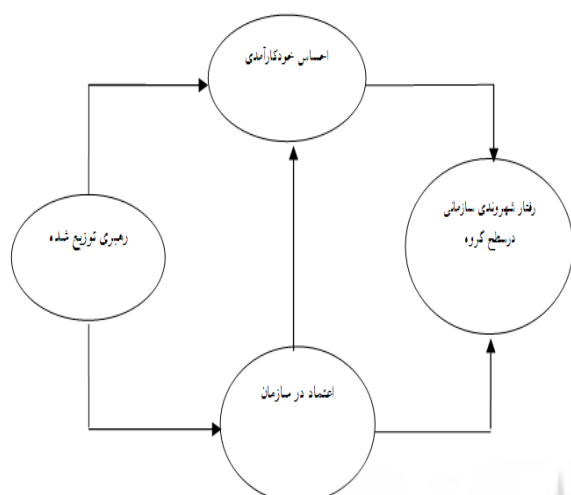 احساس خودکارآمدی
رفتار شهروندی سازمانی
درسطح گروه
رهبری توزیع شده
اعتماد در سازمان